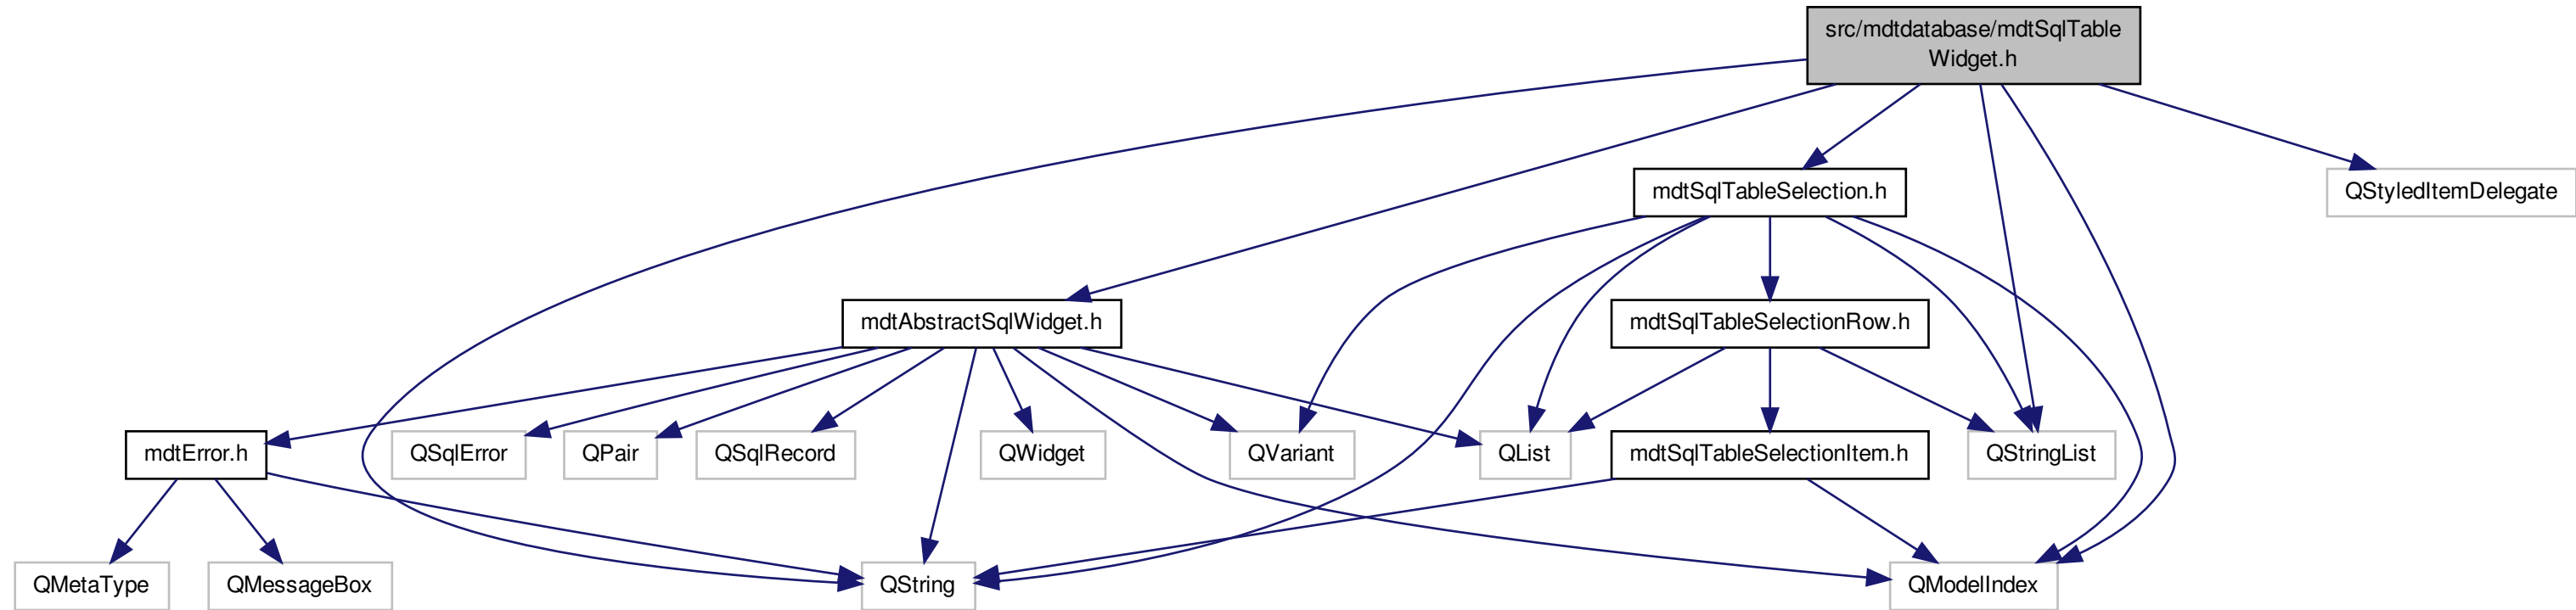 src/mdtdatabase/mdtSqlTable
Widget.h
mdtSqlTableSelection.h
QStyledItemDelegate
mdtAbstractSqlWidget.h
mdtSqlTableSelectionRow.h
mdtError.h
QSqlError
QPair
QSqlRecord
QWidget
QVariant
QList
mdtSqlTableSelectionItem.h
QStringList
QMetaType
QMessageBox
QString
QModelIndex